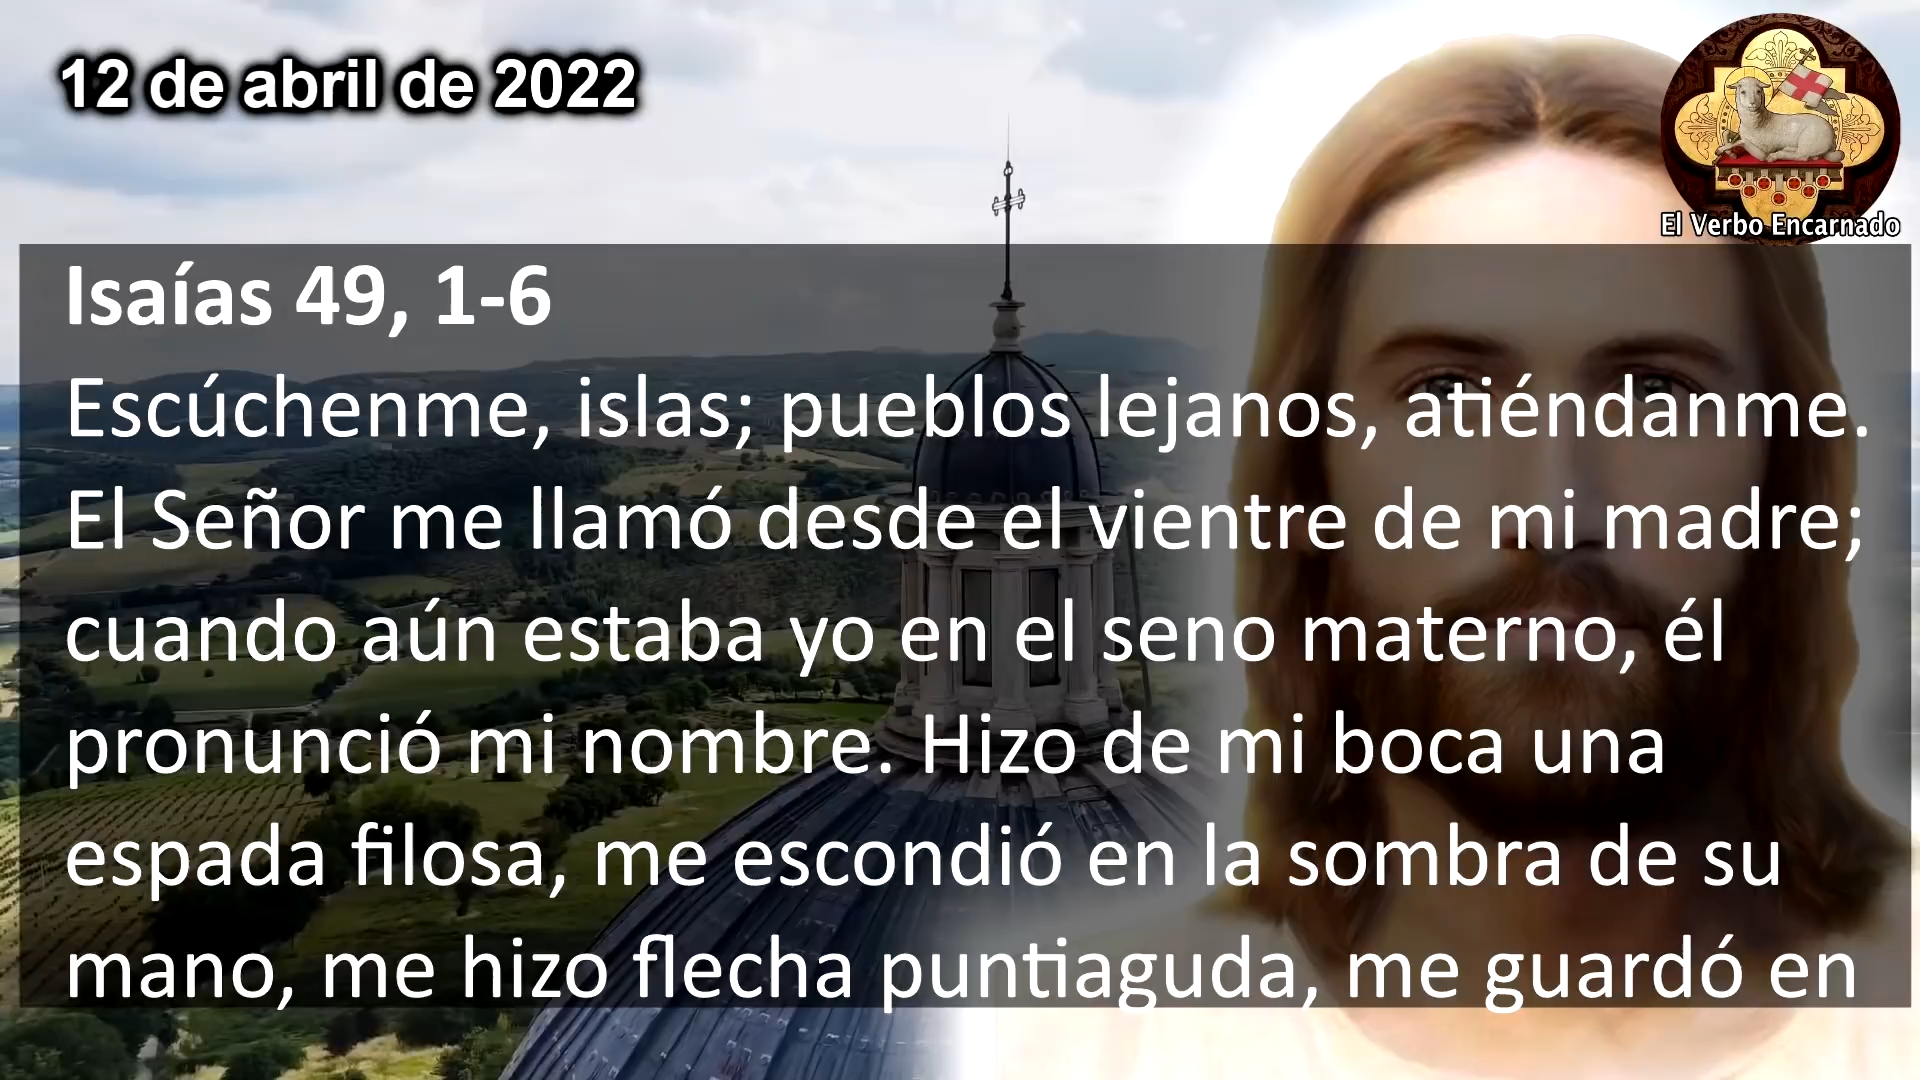 12 de abril de 2022
El Verbo Encarnado
Isaías 49, 1-6
Escúchenme, islas; pueblos lejanos, atiéndanme.
El Señor me llamó desde el vientre de mi madre;
cuando aún estaba yo en el seno materno, él
pronunció mi nombre. Hizo de mi boca una
espada filosa, me escondió en la sombra de su
mano, me hizo flecha puntiaguda, me guardó en